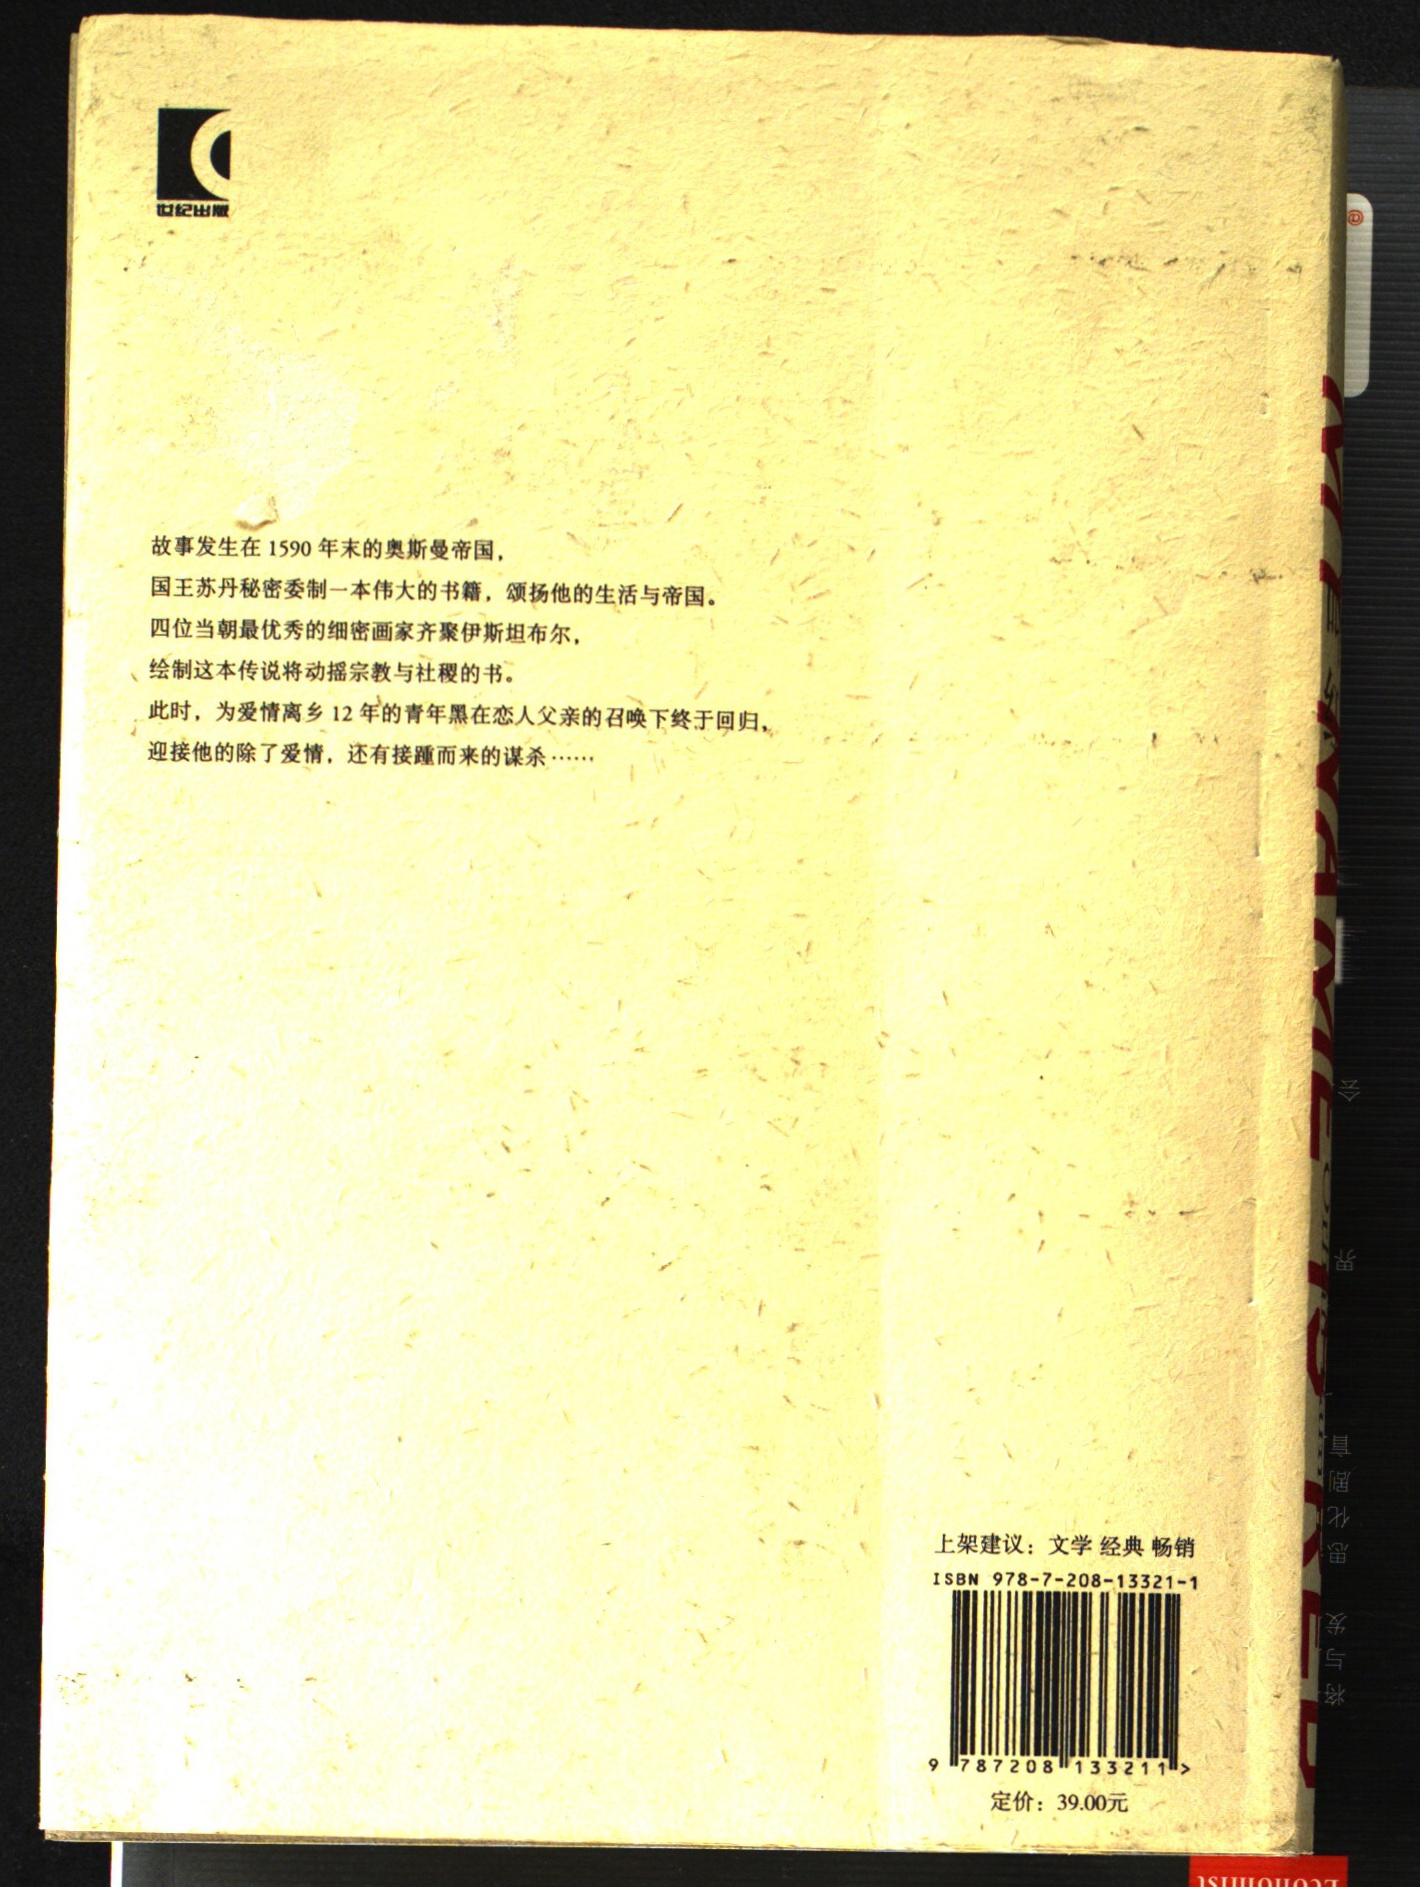 世纪出版
故事发生在 1590 年末的奥斯曼帝国，
国王苏丹秘密委制一本伟大的书籍，颂扬他的生活与帝国。
四位当朝最优秀的细密画家齐聚伊斯坦布尔，
绘制这本传说将动摇宗教与社稷的书。
此时，为爱情离乡 12 年的青年黑在恋人父亲的召唤下终于回归，
迎接他的除了爱情，还有接踵而来的谋杀……
上架建议：文学 经典 畅销
ISBN 978-7-208-13321-1
9 787208 133211 >
定价：39.00元
Economist